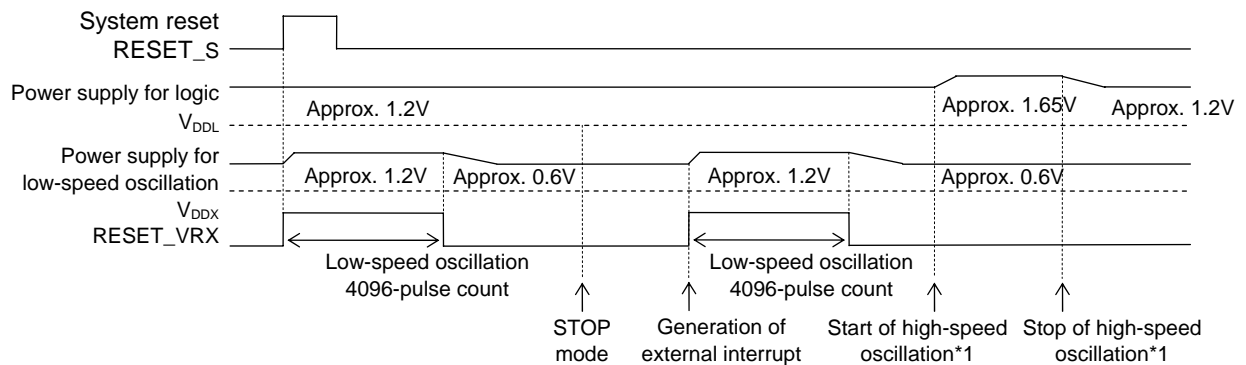 System reset
RESET_S
Power supply for logic
Approx. 1.2V
Approx. 1.65V
Approx. 1.2V
VDDL
Power supply for
low-speed oscillation
Approx. 1.2V
Approx. 0.6V
Approx. 1.2V
Approx. 0.6V
VDDX
RESET_VRX
Low-speed oscillation
4096-pulse count
Low-speed oscillation
4096-pulse count
STOP
mode
Generation of
external interrupt
Start of high-speed
oscillation*1
Stop of high-speed
oscillation*1